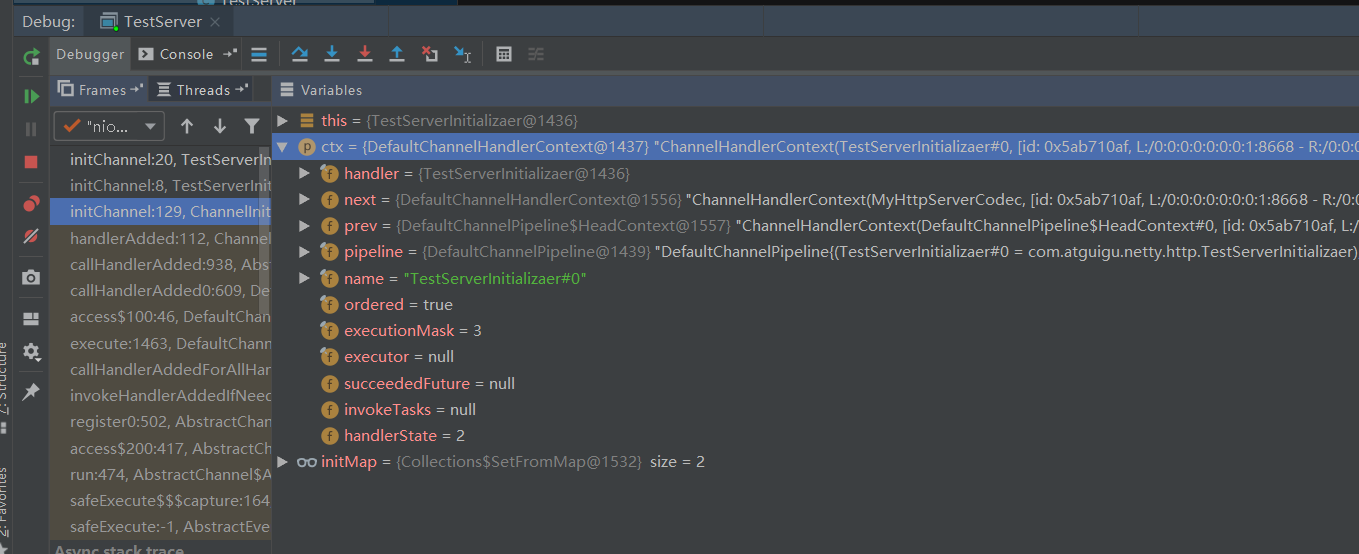 TestServer
Debug: TestServer ×
Debugger Console
Frames Threads Variables
"nio...
initChannel:20, TestServerIn
initChannel:8, TestServerInit
initChannel:129, ChannelInit
handlerAdded:112, Channel
callHandlerAdded:938, Abs
callHandlerAdded0:609, De
access$100:46, DefaultChan
execute:1463, DefaultChann
callHandlerAddedForAllHan
invokeHandlerAddedIfNeed
register0:502, AbstractChan
access$200:417, AbstractCh
run:474, AbstractChannel$A
safeExecute$$$capture:164
safeExecute:-1, AbstractEve
Async stack trace
this = {TestServerInitializaer@1436}
ctx = {DefaultChannelHandlerContext@1437} "ChannelHandlerContext(TestServerInitializaer#0, [id: 0x5ab710af, L:/0:0:0:0:0:0:0:1:8668 - R:/0:0:0
handler = {TestServerInitializaer@1436}
next = {DefaultChannelHandlerContext@1556} "ChannelHandlerContext(MyHttpServerCodec, [id: 0x5ab710af, L:/0:0:0:0:0:0:0:1:8668 - R:/0:0
prev = {DefaultChannelPipeline$HeadContext@1557} "ChannelHandlerContext(DefaultChannelPipeline$HeadContext#0, [id: 0x5ab710af, L:/
pipeline = {DefaultChannelPipeline@1439} "DefaultChannelPipeline{(TestServerInitializaer#0 = com.atguigu.netty.http.TestServerInitializaer)
name = "TestServerInitializaer#0"
ordered = true
executionMask = 3
executor = null
succeededFuture = null
invokeTasks = null
handlerState = 2
initMap = {Collections$SetFromMap@1532} size = 2
7: Structure
2: Favorites